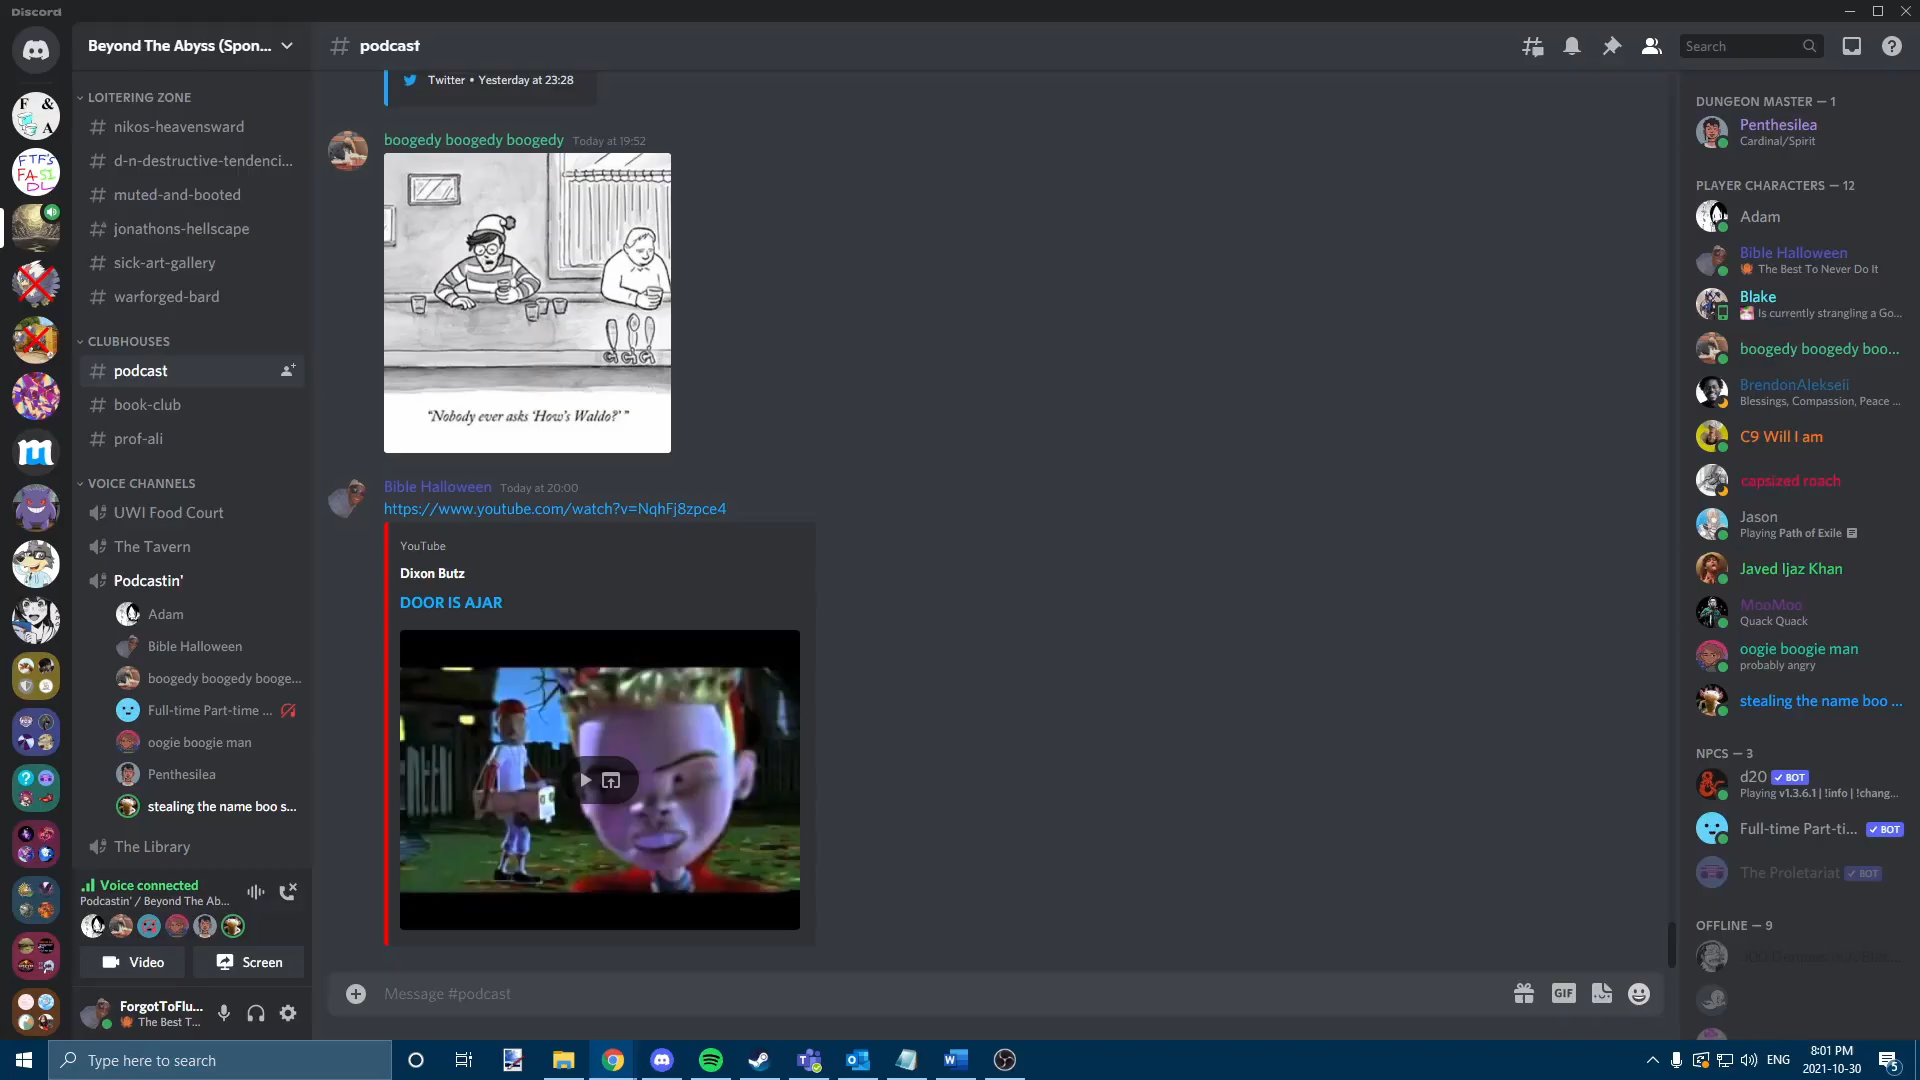 Discord
Beyond The Abyss (Spon...
podcast
Search
F &
A
FTF'S
LOITERING ZONE
nikos-heavensward
d-n-destructive-tendenci...
muted-and-booted
jonathons-hellscape
sick-art-gallery
warforged-bard
CLUBHOUSES
podcast
book-club
prof-ali
VOICE CHANNELS
UWI Food Court
The Tavern
Podcastin'
Adam
Bible Halloween
boogedy boogedy booge...
Full-time Part-time ...
oogie boogie man
Penthesilea
stealing the name boo s...
The Library
Voice connected
Podcastin' / Beyond The Ab...
Video
Screen
ForgotToFlu...
The Best T...
Twitter • Yesterday at 23:28
boogedy boogedy boogedy Today at 19:52
“Nobody ever asks ‘How’s Waldo?’ ”
Bible Halloween Today at 20:00
https://www.youtube.com/watch?v=NqhFj8zpce4
YouTube
Dixon Butz
DOOR IS AJAR
Message #podcast
GIF
DUNGEON MASTER — 1
Penthesilea
Cardinal/Spirit
PLAYER CHARACTERS — 12
Adam
Bible Halloween
The Best To Never Do It
Blake
Is currently strangling a Go...
boogedy boogedy boo...
BrendonAlekseii
Blessings, Compassion, Peace ...
C9 Will I am
capsized roach
Jason
Playing Path of Exile
Javed Ijaz Khan
MooMoo
Quack Quack
oogie boogie man
probably angry
stealing the name boo ...
NPCS — 3
d20 ✓ BOT
Playing v1.3.6.1 | !info | !chang...
Full-time Part-ti... ✓ BOT
The Proletariat ✓ BOT
OFFLINE — 9
Type here to search
ENG
8:01 PM
2021-10-30
5